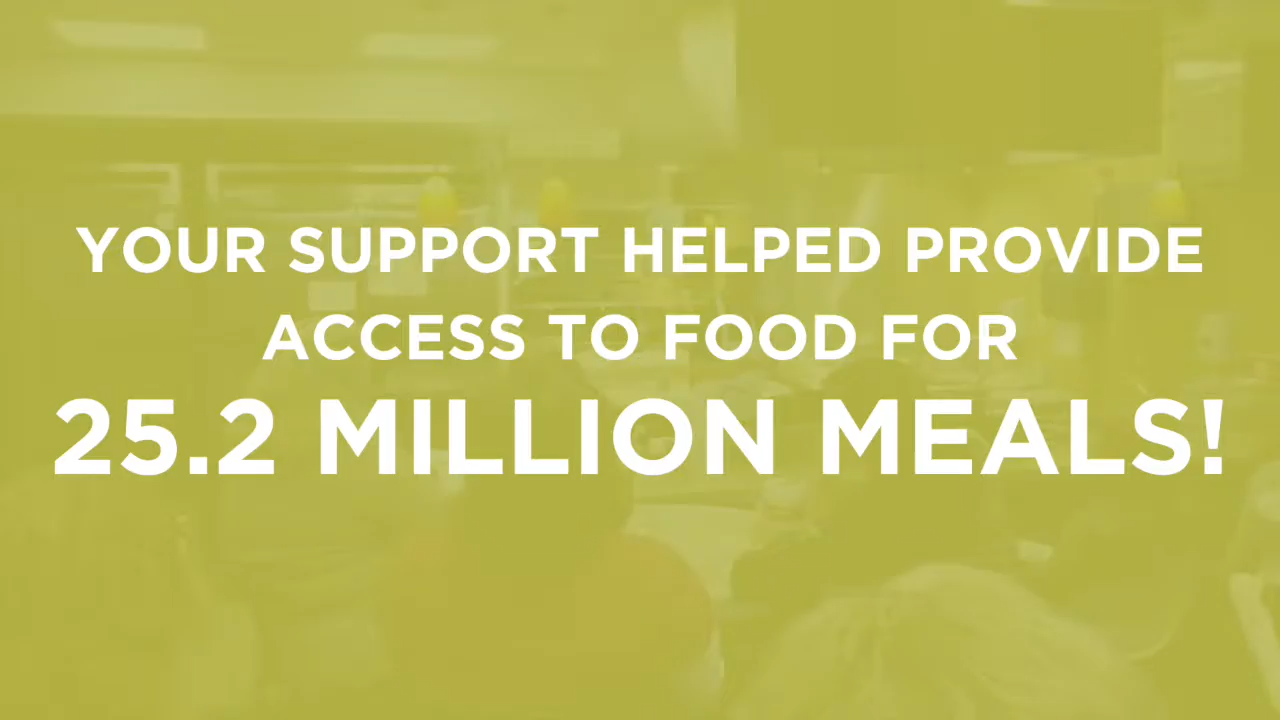 YOUR SUPPORT HELPED PROVIDE
ACCESS TO FOOD FOR
25.2 MILLION MEALS!